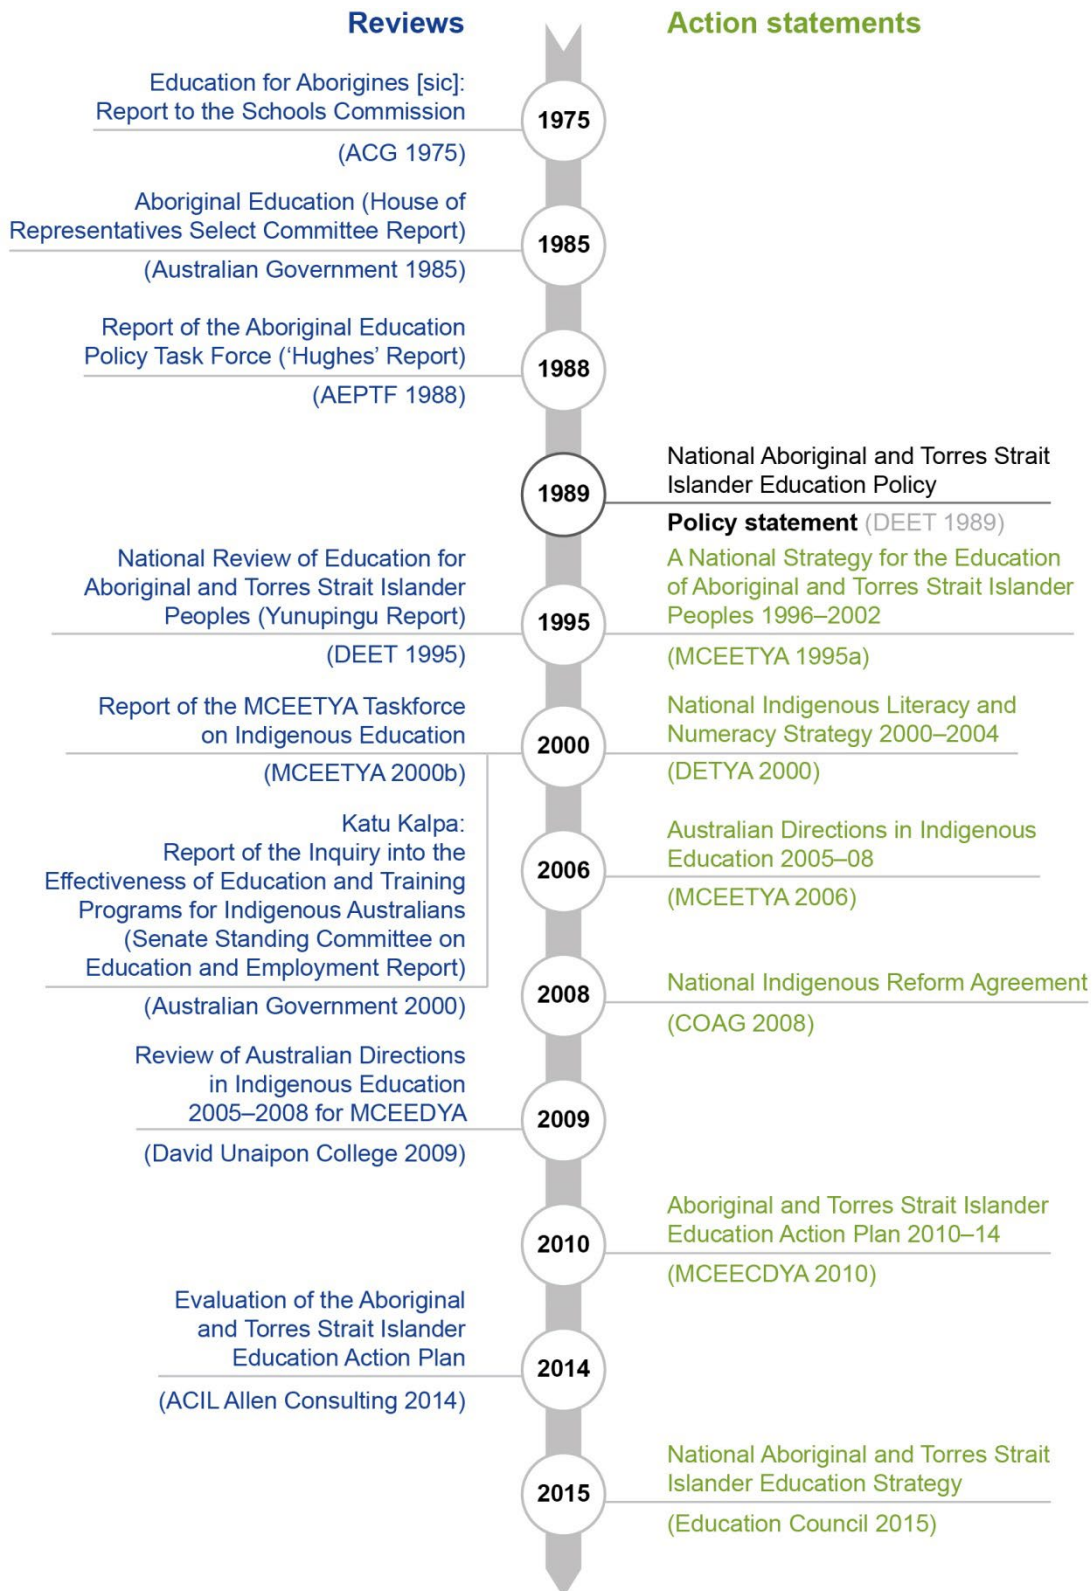 Reviews
Action statements
Education for Aborigines [sic]:
Report to the Schools Commission
(ACG 1975)
1975
Aboriginal Education (House of
Representatives Select Committee Report)
(Australian Government 1985)
1985
Report of the Aboriginal Education
Policy Task Force (‘Hughes’ Report)
(AEPTF 1988)
1988
1989
National Aboriginal and Torres Strait
Islander Education Policy
Policy statement (DEET 1989)
National Review of Education for
Aboriginal and Torres Strait Islander
Peoples (Yunupingu Report)
(DEET 1995)
1995
A National Strategy for the Education
of Aboriginal and Torres Strait Islander
Peoples 1996–2002
(MCEETYA 1995a)
Report of the MCEETYA Taskforce
on Indigenous Education
(MCEETYA 2000b)
2000
National Indigenous Literacy and
Numeracy Strategy 2000–2004
(DETYA 2000)
Katu Kalpa:
Report of the Inquiry into the
Effectiveness of Education and Training
Programs for Indigenous Australians
(Senate Standing Committee on
Education and Employment Report)
(Australian Government 2000)
2006
Australian Directions in Indigenous
Education 2005–08
(MCEETYA 2006)
2008
National Indigenous Reform Agreement
(COAG 2008)
Review of Australian Directions
in Indigenous Education
2005–2008 for MCEEDYA
(David Unaipon College 2009)
2009
2010
Aboriginal and Torres Strait Islander
Education Action Plan 2010–14
(MCEECDYA 2010)
Evaluation of the Aboriginal
and Torres Strait Islander
Education Action Plan
(ACIL Allen Consulting 2014)
2014
2015
National Aboriginal and Torres Strait
Islander Education Strategy
(Education Council 2015)